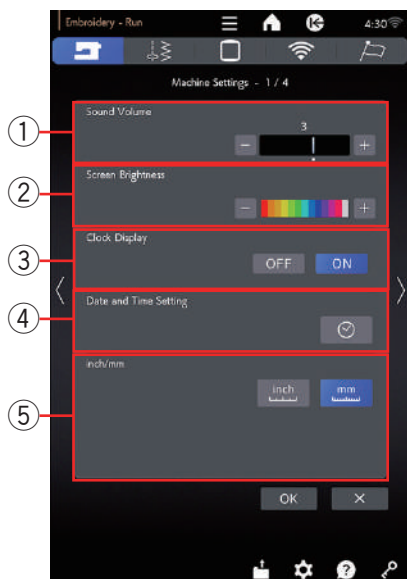 Embroidery - Run 4:30
Machine Settings - 1 / 4
1 Sound Volume
3
- +
2 Screen Brightness
- +
3 Clock Display
OFF ON
4 Date and Time Setting
5 inch/mm
inch mm
OK ×
?